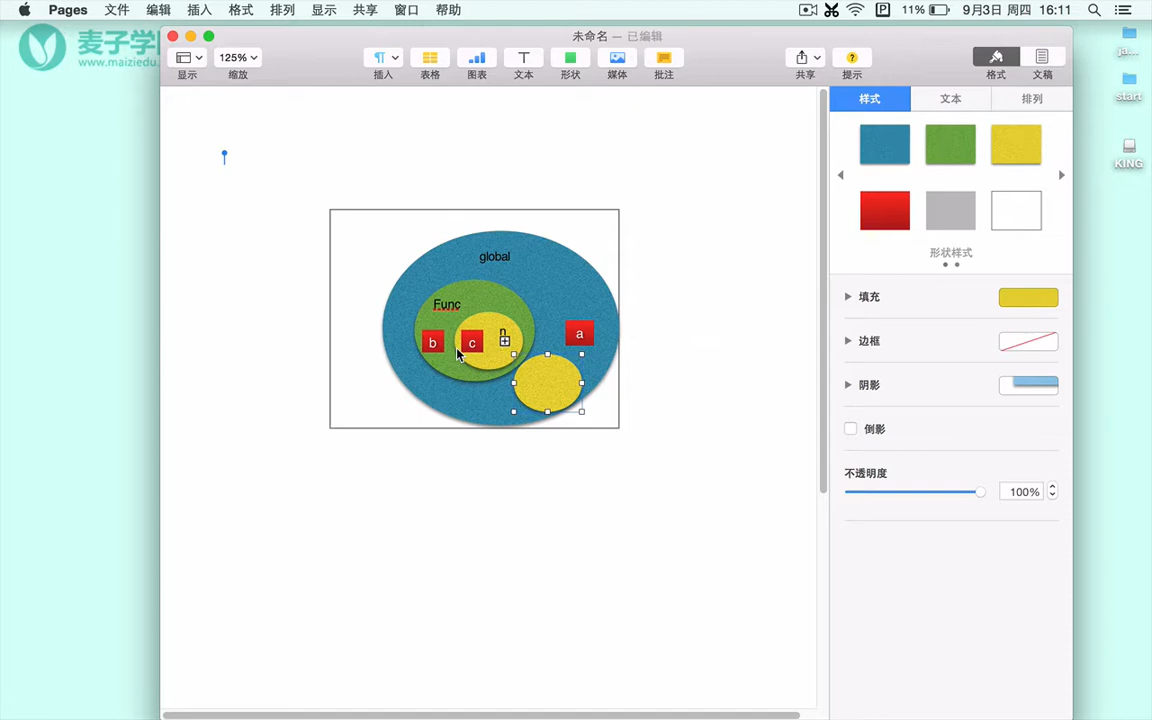 Pages 文件 编辑 插入 格式 排列 显示 共享 窗口 帮助 P 11% 9月3日 周四 16:11
麦子学
www.maiziedu.
未命名 — 已编辑
125%
显示 缩放 插入 表格 图表 文本 形状 媒体 批注 共享 提示 格式 文稿
ja...
start
KING
样式 文本 排列
形状样式
填充
边框
阴影
倒影
不透明度
100%
global
Func
n
b c a